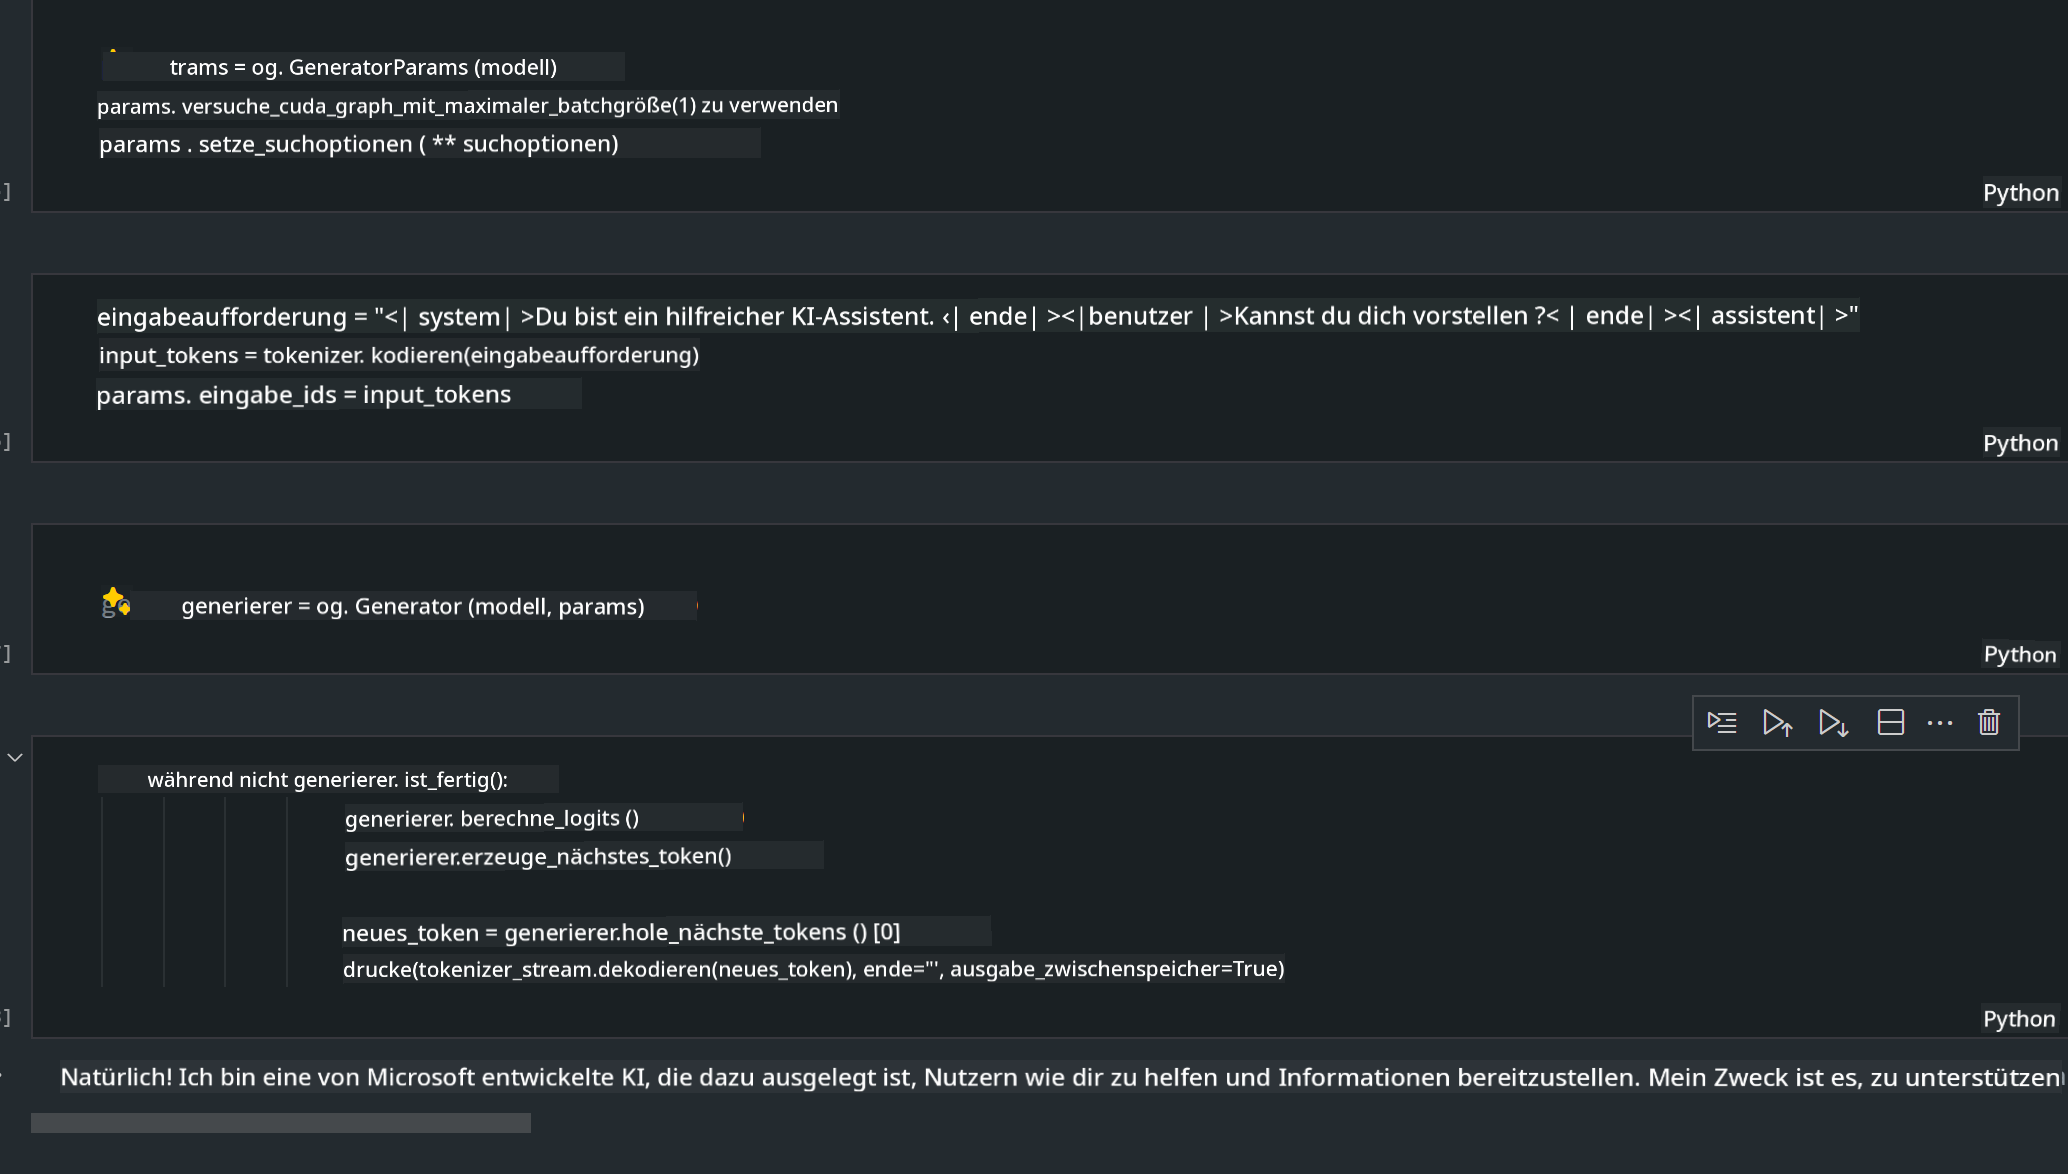 trams = og. GeneratorParams (modell)
params. versuche_cuda_graph_mit_maximaler_batchgröße(1) zu verwenden
params . setze_suchoptionen ( ** suchoptionen)
]
Python
eingabeaufforderung = "<| system| >Du bist ein hilfreicher KI-Assistent. ‹| ende| ><|benutzer | >Kannst du dich vorstellen ?< | ende| ><| assistent| >"
input_tokens = tokenizer. kodieren(eingabeaufforderung)
params. eingabe_ids = input_tokens
]
Python
generierer = og. Generator (modell, params)
]
Python
während nicht generierer. ist_fertig():
generierer. berechne_logits ()
generierer.erzeuge_nächstes_token()
neues_token = generierer.hole_nächste_tokens () [0]
drucke(tokenizer_stream.dekodieren(neues_token), ende="', ausgabe_zwischenspeicher=True)
]
Python
Natürlich! Ich bin eine von Microsoft entwickelte KI, die dazu ausgelegt ist, Nutzern wie dir zu helfen und Informationen bereitzustellen. Mein Zweck ist es, zu unterstützen